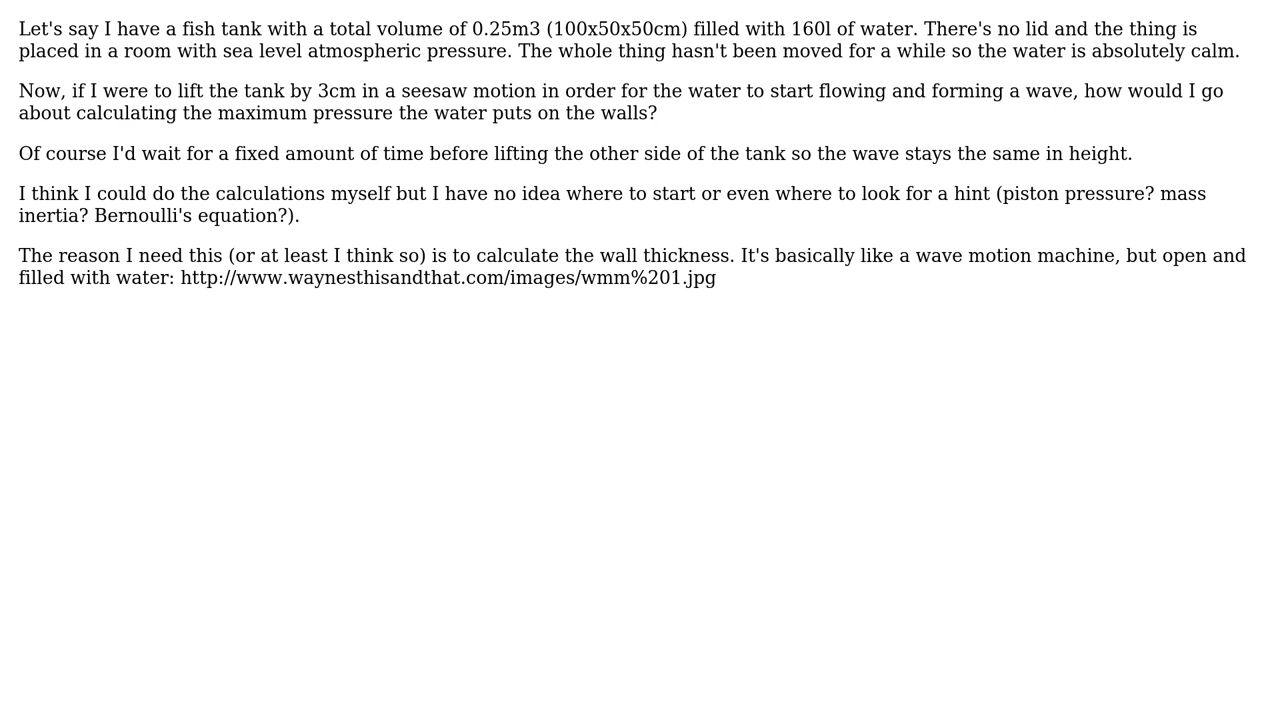 Let's say I have a fish tank with a total volume of 0.25m3 (100x50x50cm) filled with 160l of water. There's no lid and the thing is
placed in a room with sea level atmospheric pressure. The whole thing hasn't been moved for a while so the water is absolutely calm.
Now, if I were to lift the tank by 3cm in a seesaw motion in order for the water to start flowing and forming a wave, how would I go
about calculating the maximum pressure the water puts on the walls?
Of course I'd wait for a fixed amount of time before lifting the other side of the tank so the wave stays the same in height.
I think I could do the calculations myself but I have no idea where to start or even where to look for a hint (piston pressure? mass
inertia? Bernoulli's equation?).
The reason I need this (or at least I think so) is to calculate the wall thickness. It's basically like a wave motion machine, but open and
filled with water: http://www.waynesthisandthat.com/images/wmm%201.jpg